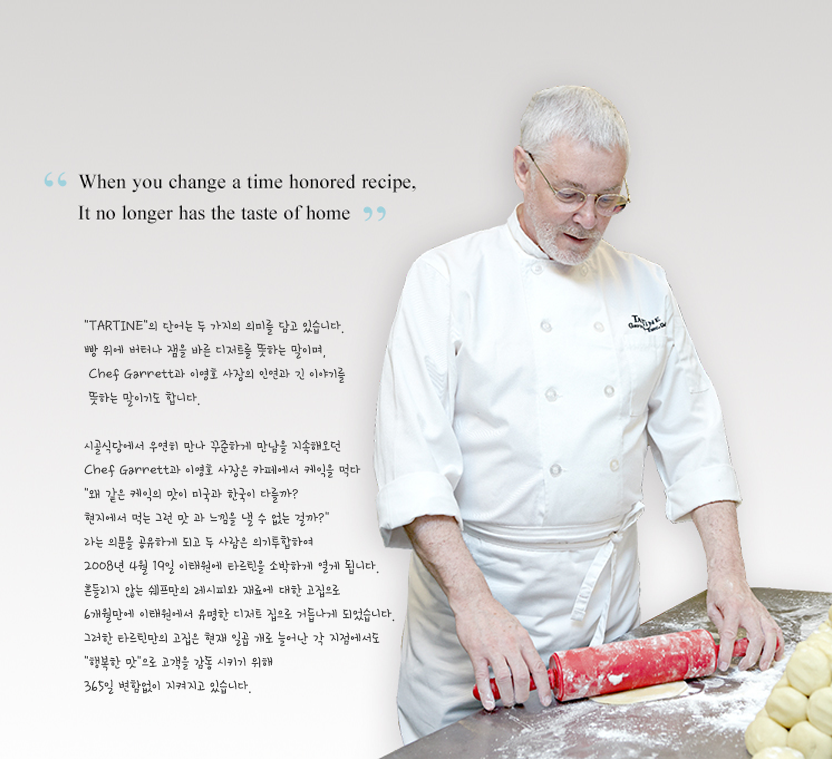 “ When you change a time honored recipe,
It no longer has the taste of home ”
"TARTINE"의 단어는 두 가지의 의미를 담고 있습니다.
빵 위에 버터나 잼을 바른 디저트를 뜻하는 말이며,
Chef Garrett과 이영호 사장의 인연과 긴 이야기를
뜻하는 말이기도 합니다.
시골식당에서 우연히 만나 꾸준하게 만남을 지속해오던
Chef Garrett과 이영호 사장은 카페에서 케익을 먹다
"왜 같은 케익의 맛이 미국과 한국이 다를까?
현지에서 먹는 그런 맛 과 느낌을 낼 수 없는 걸까?"
라는 의문을 공유하게 되고 두 사람은 의기투합하여
2008년 4월 19일 이태원에 타르틴을 소박하게 열게 됩니다.
흔들리지 않는 쉐프만의 레시피와 재료에 대한 고집으로
6개월만에 이태원에서 유명한 디저트 집으로 거듭나게 되었습니다.
그러한 타르틴만의 고집은 현재 일곱 개로 늘어난 각 지점에서도
"행복한 맛"으로 고객을 감동 시키기 위해
365일 변함없이 지켜지고 있습니다.
TARTINE